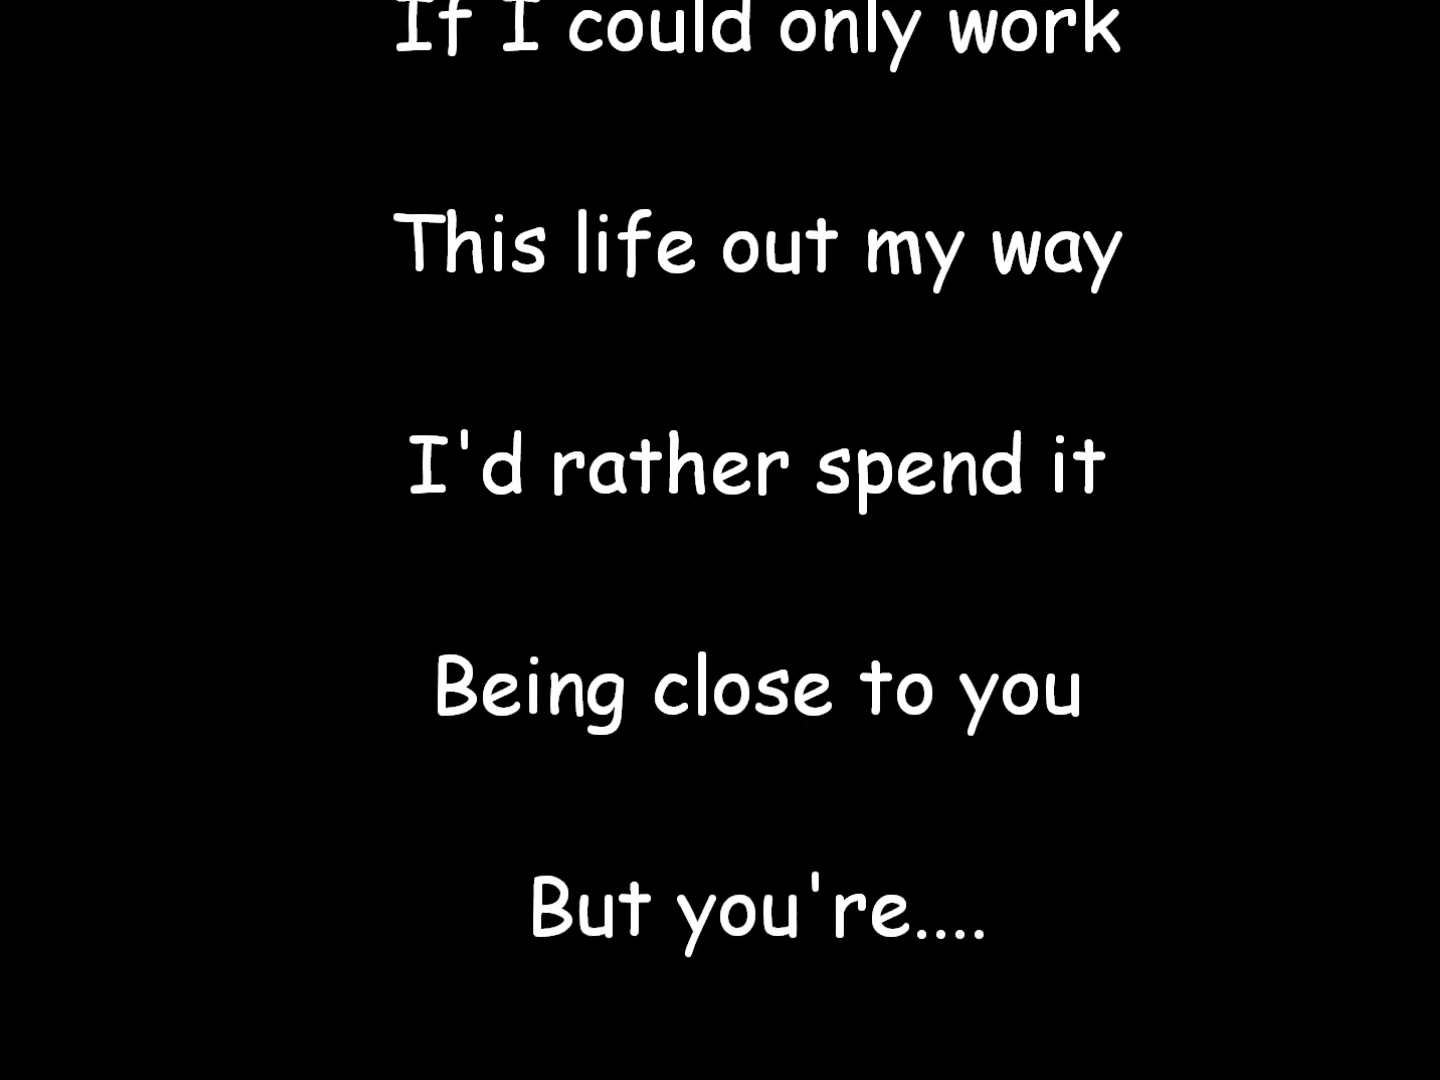 If I could only work
This life out my way
I'd rather spend it
Being close to you
But you're....